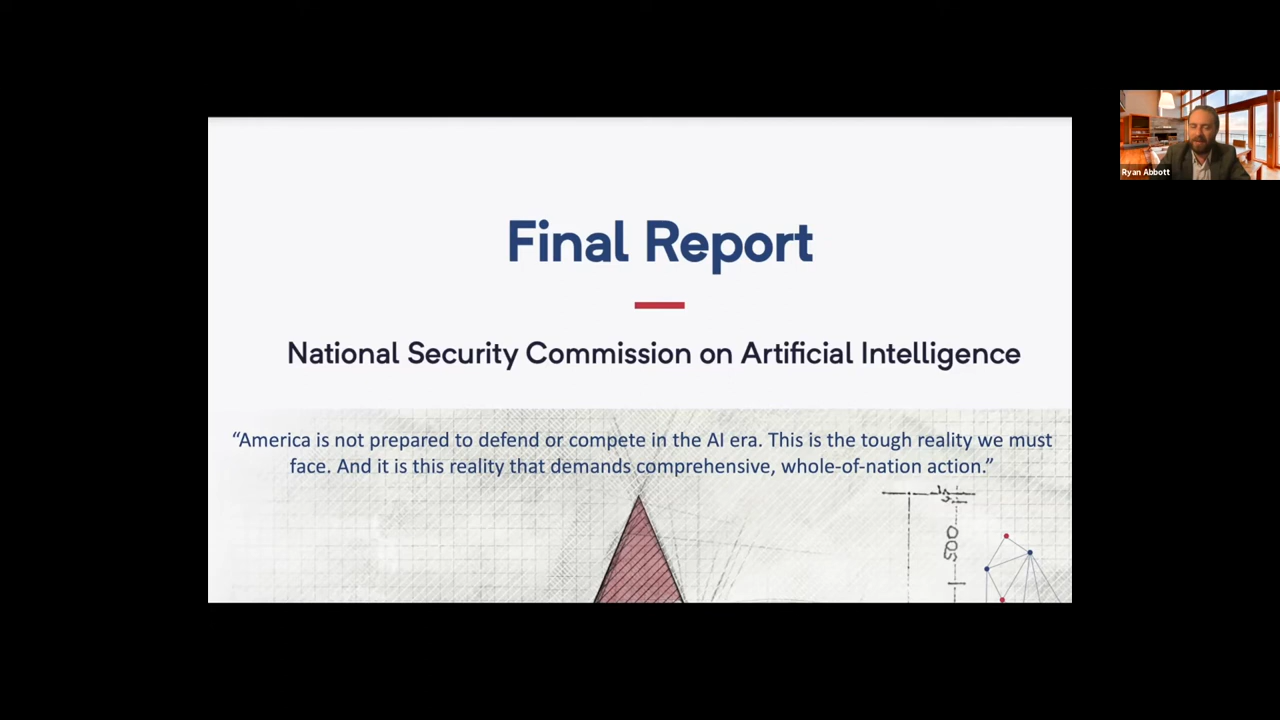 Final Report
National Security Commission on Artificial Intelligence
“America is not prepared to defend or compete in the AI era. This is the tough reality we must
face. And it is this reality that demands comprehensive, whole-of-nation action.”
Ryan Abbott